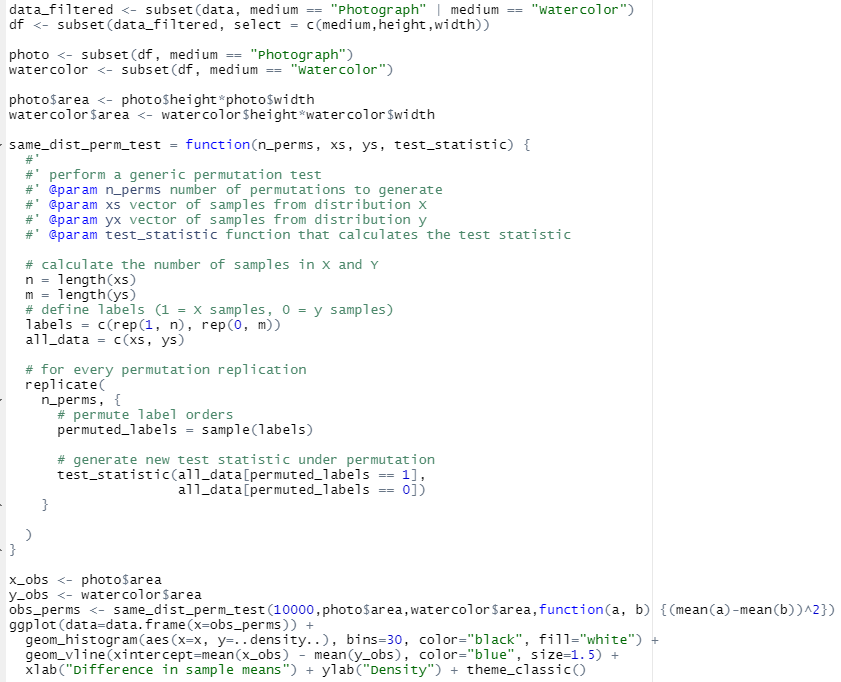 data_filtered <- subset(data, medium == "Photograph" | medium == "Watercolor")
df <- subset(data_filtered, select = c(medium,height,width))
photo <- subset(df, medium == "Photograph")
watercolor <- subset(df, medium == "Watercolor")
photo$area <- photo$height*photo$width
watercolor$area <- watercolor$height*watercolor$width
same_dist_perm_test = function(n_perms, xs, ys, test_statistic) {
  #'
  #' perform a generic permutation test
  #' @param n_perms number of permutations to generate
  #' @param xs vector of samples from distribution X
  #' @param yx vector of samples from distribution y
  #' @param test_statistic function that calculates the test statistic
  # calculate the number of samples in X and Y
  n = length(xs)
  m = length(ys)
  # define labels (1 = X samples, 0 = y samples)
  labels = c(rep(1, n), rep(0, m))
  all_data = c(xs, ys)
  # for every permutation replication
  replicate(
    n_perms, {
      # permute label orders
      permuted_labels = sample(labels)
      # generate new test statistic under permutation
      test_statistic(all_data[permuted_labels == 1],
                     all_data[permuted_labels == 0])
    }
  )
}
x_obs <- photo$area
y_obs <- watercolor$area
obs_perms <- same_dist_perm_test(10000,photo$area,watercolor$area,function(a, b) {(mean(a)-mean(b))^2})
ggplot(data=data.frame(x=obs_perms)) +
  geom_histogram(aes(x=x, y=..density..), bins=30, color="black", fill="white") +
  geom_vline(xintercept=mean(x_obs) - mean(y_obs), color="blue", size=1.5) +
  xlab("Difference in sample means") + ylab("Density") + theme_classic()